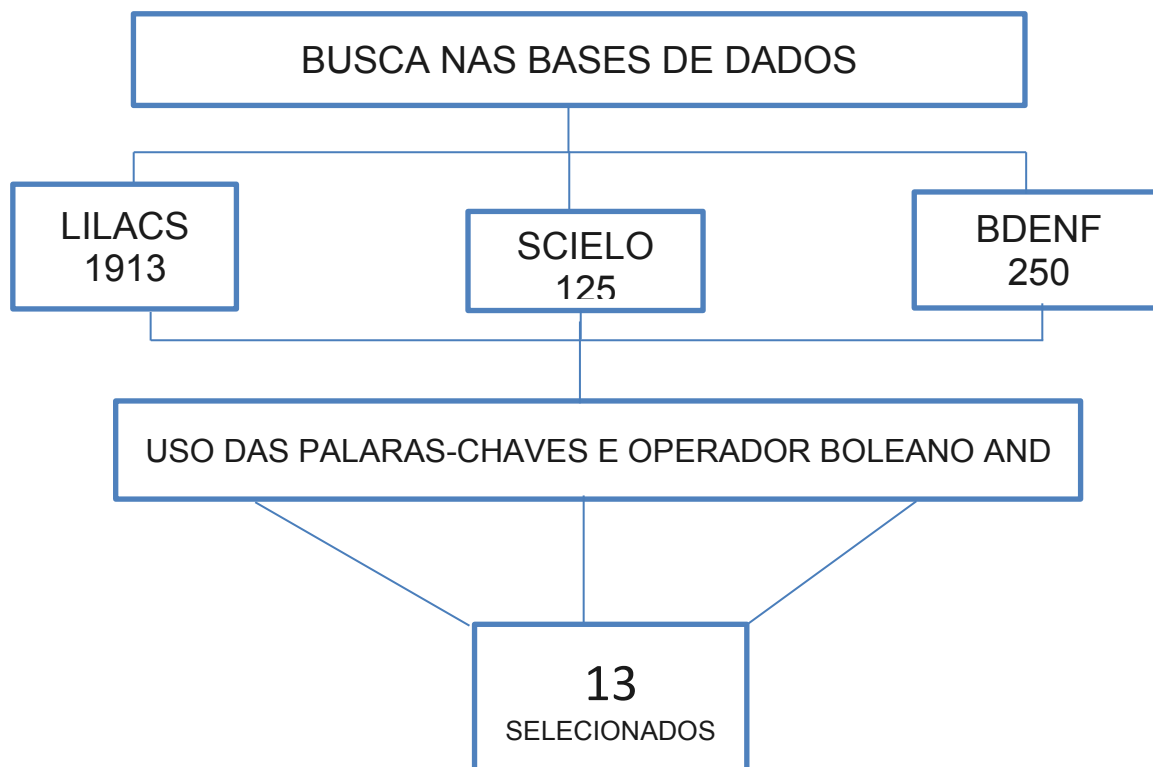 BUSCA NAS BASES DE DADOS
LILACS
1913
SCIELO
125
BDENF
250
USO DAS PALARAS-CHAVES E OPERADOR BOLEANO AND
13
SELECIONADOS